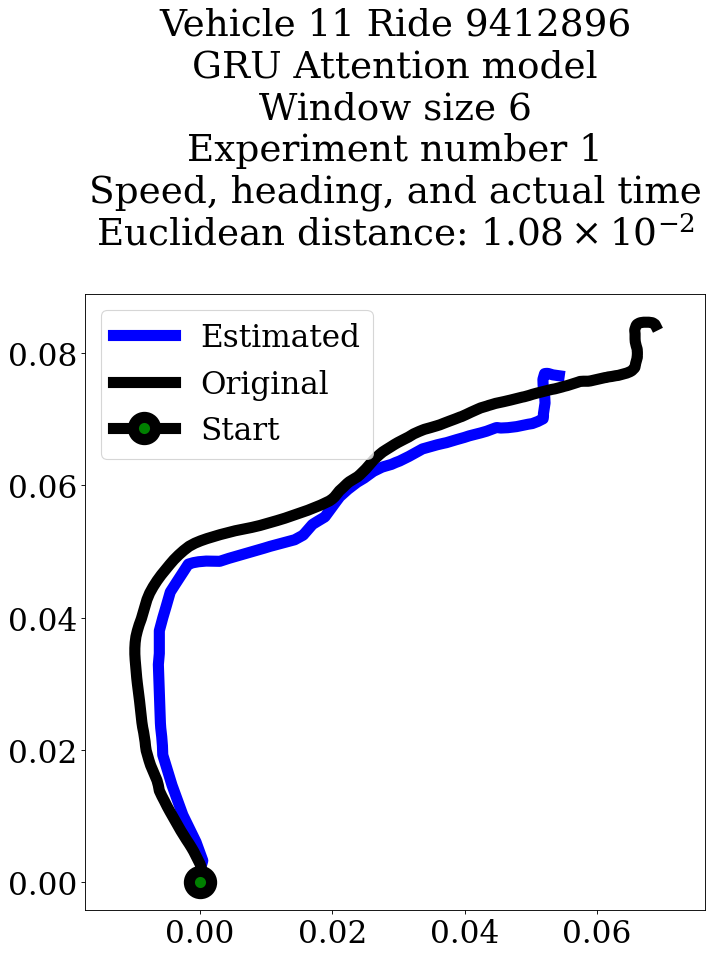 Vehicle 11 Ride 9412896
GRU Attention model
Window size 6
Experiment number 1
Speed, heading, and actual time
Euclidean distance: 1.08 × 10⁻²
Estimated
Original
Start
0.08
0.06
0.04
0.02
0.00
0.00 0.02 0.04 0.06